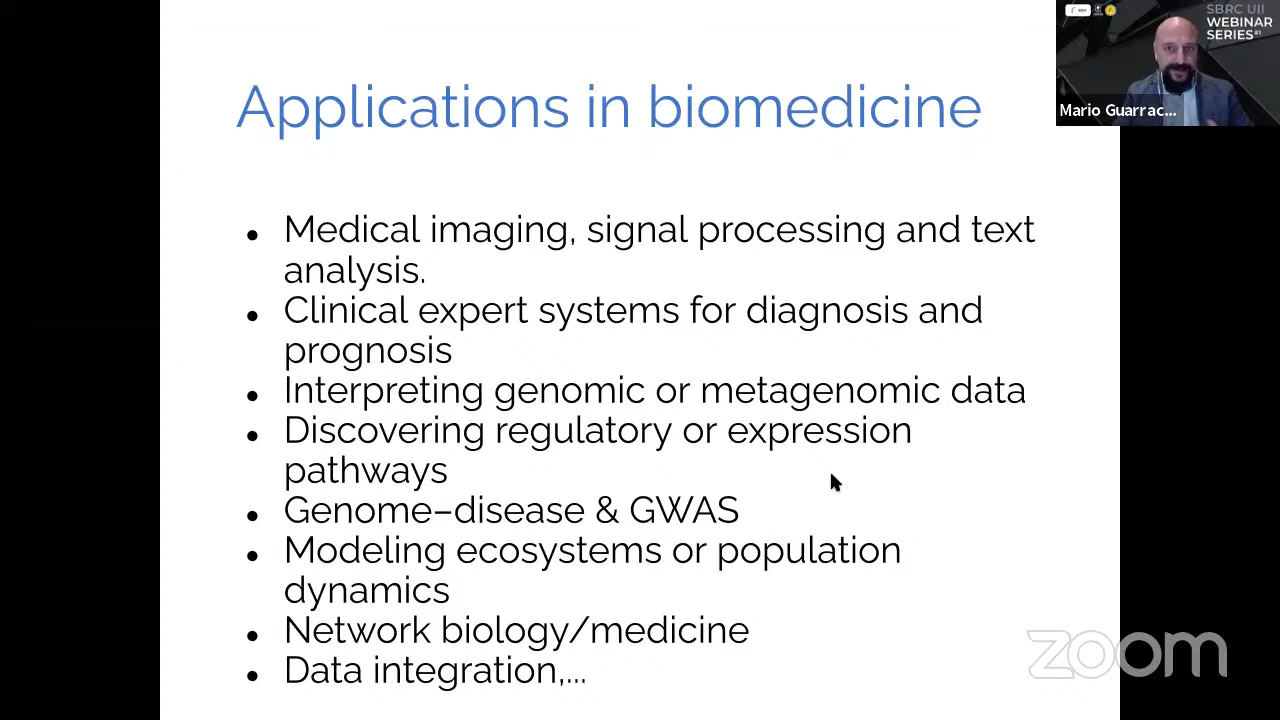 SBRC UII
WEBINAR
SERIES#1
Mario Guarrac...
Applications in biomedicine
• Medical imaging, signal processing and text
analysis.
• Clinical expert systems for diagnosis and
prognosis
• Interpreting genomic or metagenomic data
• Discovering regulatory or expression
pathways
• Genome–disease & GWAS
• Modeling ecosystems or population
dynamics
• Network biology/medicine
• Data integration,...
zoom